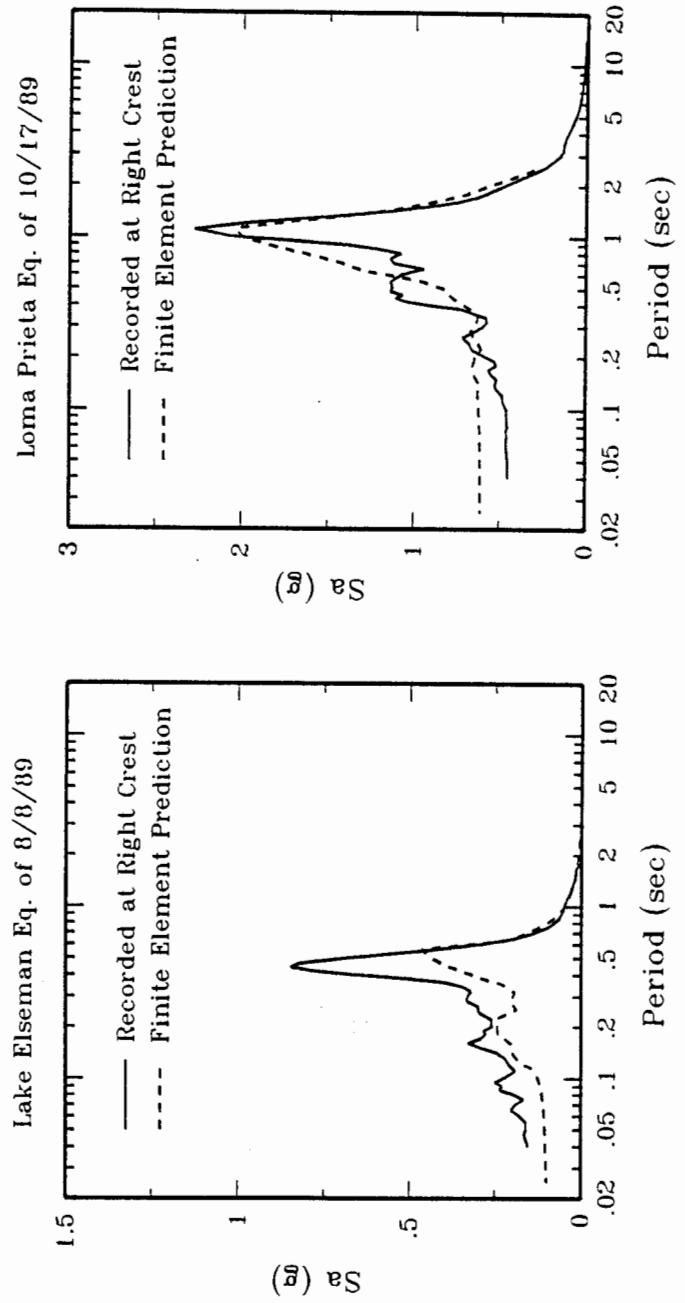 Lake Elseman Eq. of 8/8/89
Recorded at Right Crest
Finite Element Prediction
Sa (g)
1.5
1
.5
0
.02
.05
.1
.2
.5
1
2
5
10
20
Period (sec)
Loma Prieta Eq. of 10/17/89
Recorded at Right Crest
Finite Element Prediction
Sa (g)
3
2
1
0
.02
.05
.1
.2
.5
1
2
5
10
20
Period (sec)